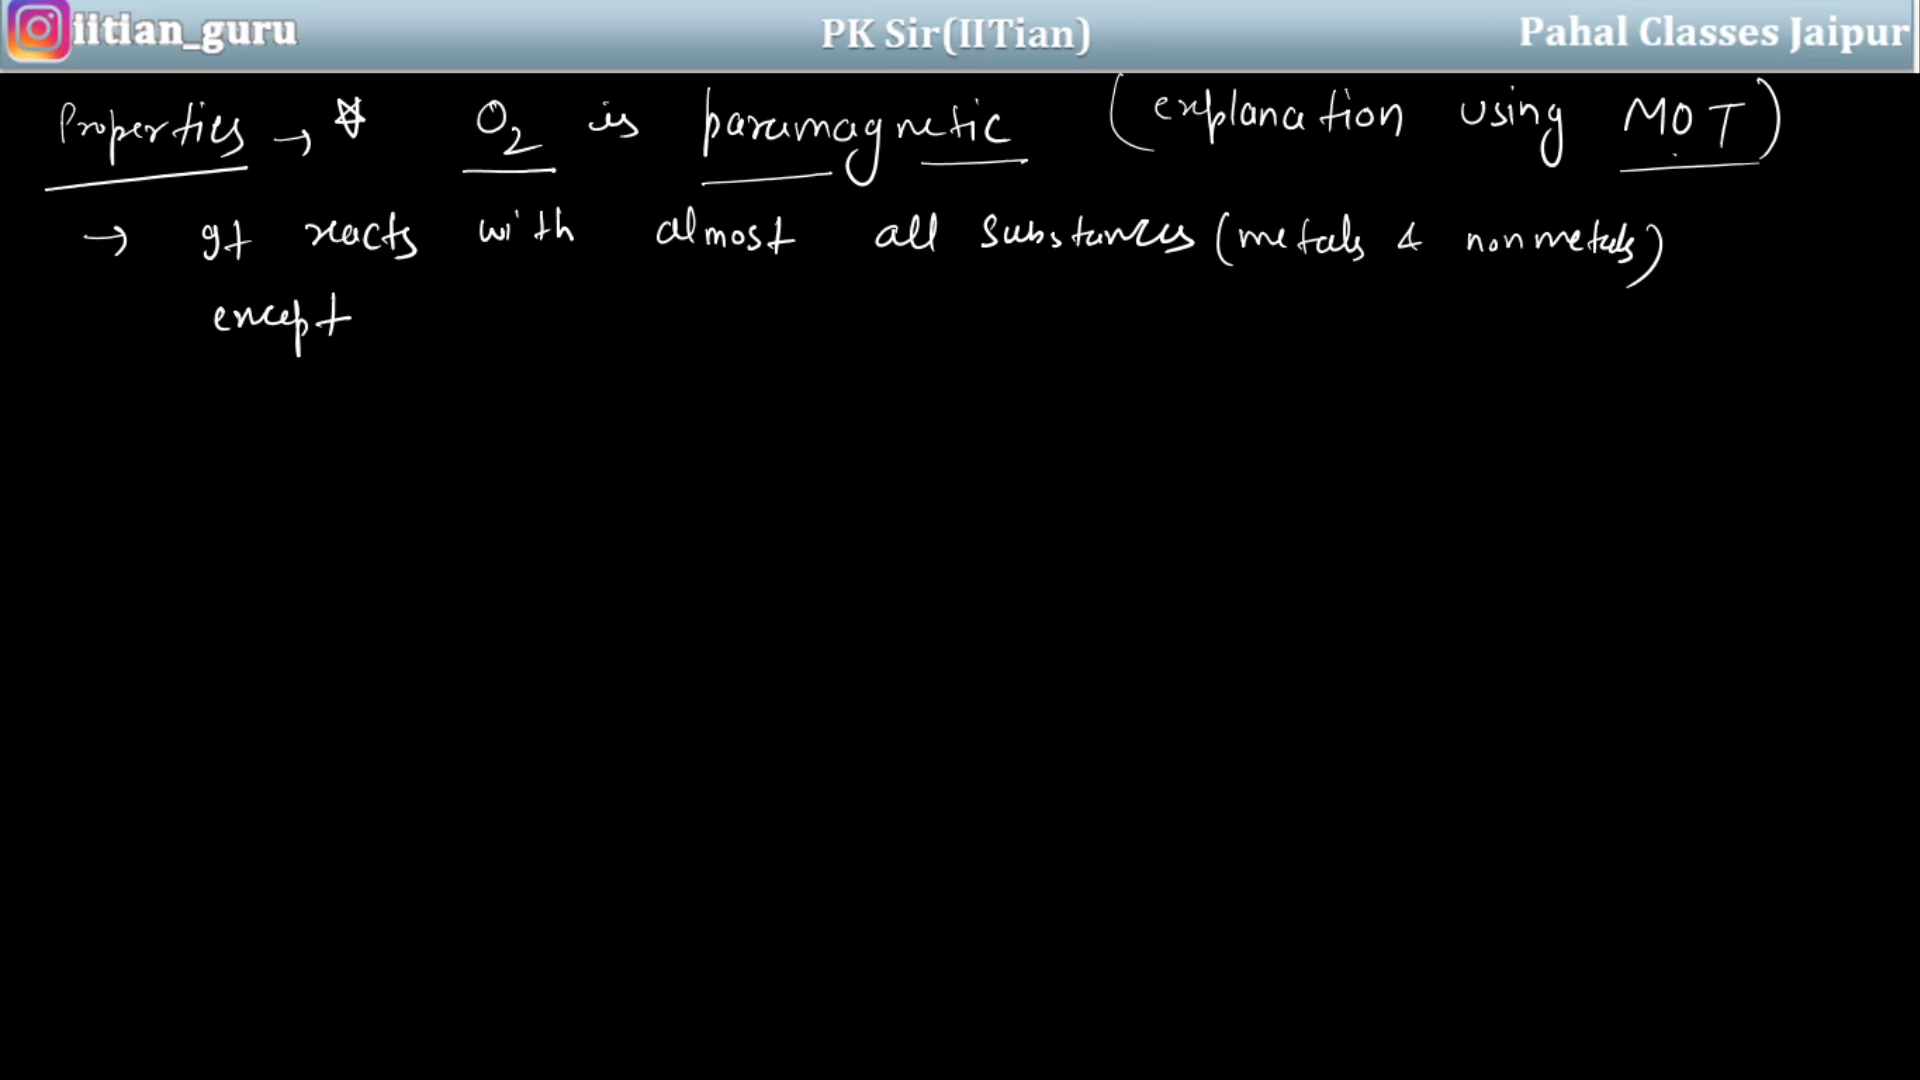 iitian_guru PK Sir(IITian) Pahal Classes Jaipur
Properties → * O2 is paramagnetic (explanation using MOT)
→ It reacts with almost all substances (metals & nonmetals)
except